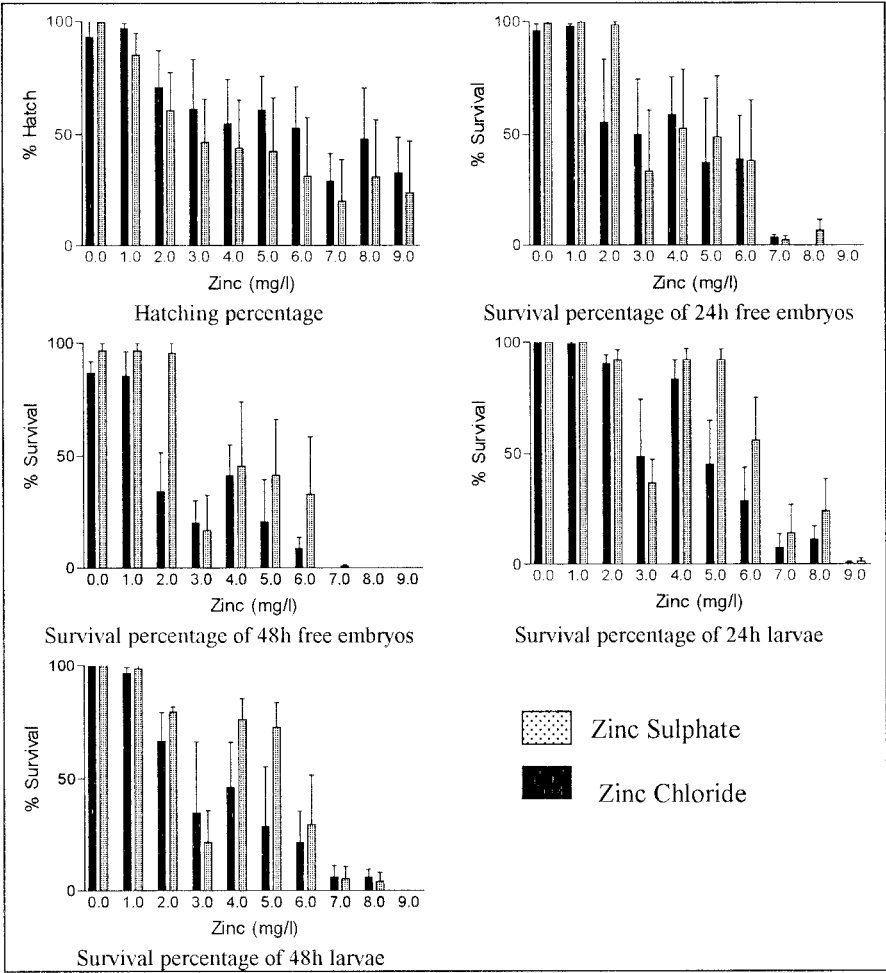 100
50
0
% Hatch
0.0 1.0 2.0 3.0 4.0 5.0 6.0 7.0 8.0 9.0
Zinc (mg/l)
Hatching percentage
100
50
0
% Survival
0.0 1.0 2.0 3.0 4.0 5.0 6.0 7.0 8.0 9.0
Zinc (mg/l)
Survival percentage of 24h free embryos
100
50
0
% Survival
0.0 1.0 2.0 3.0 4.0 5.0 6.0 7.0 8.0 9.0
Zinc (mg/l)
Survival percentage of 48h free embryos
100
50
0
% Survival
0.0 1.0 2.0 3.0 4.0 5.0 6.0 7.0 8.0 9.0
Zinc (mg/l)
Survival percentage of 24h larvae
100
50
0
% Survival
0.0 1.0 2.0 3.0 4.0 5.0 6.0 7.0 8.0 9.0
Zinc (mg/l)
Survival percentage of 48h larvae
Zinc Sulphate
Zinc Chloride